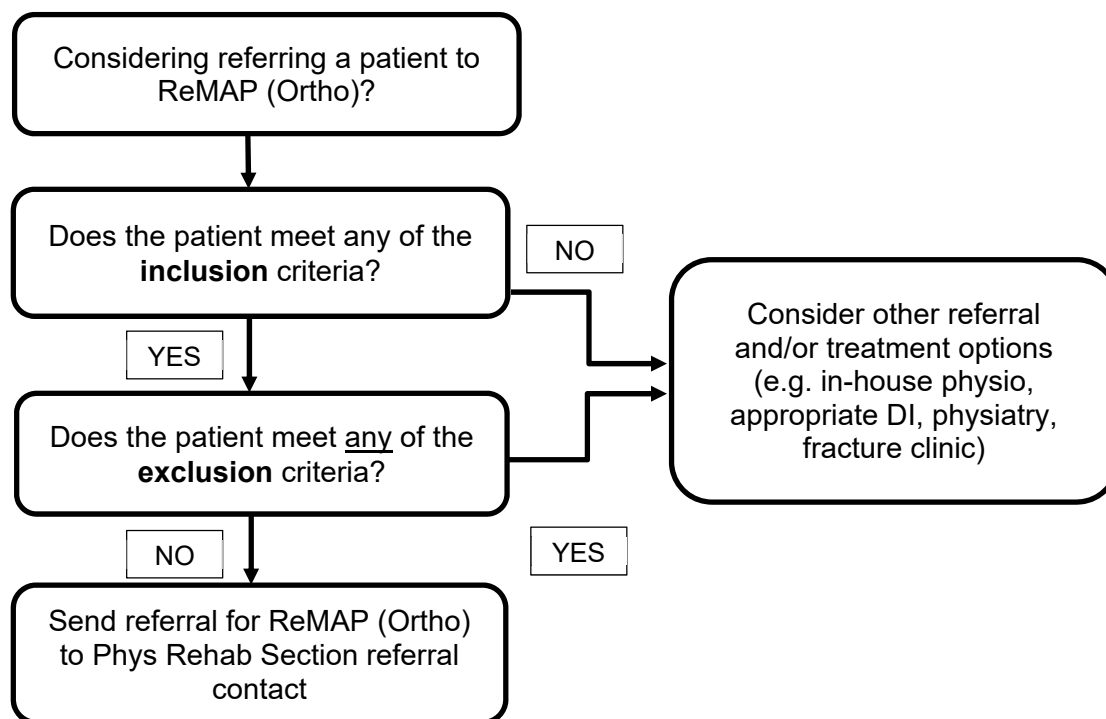 Considering referring a patient to
ReMAP (Ortho)?
Does the patient meet any of the
inclusion criteria?
NO
YES
Consider other referral
and/or treatment options
(e.g. in-house physio,
appropriate DI, physiatry,
fracture clinic)
Does the patient meet any of the
exclusion criteria?
NO
YES
Send referral for ReMAP (Ortho)
to Phys Rehab Section referral
contact